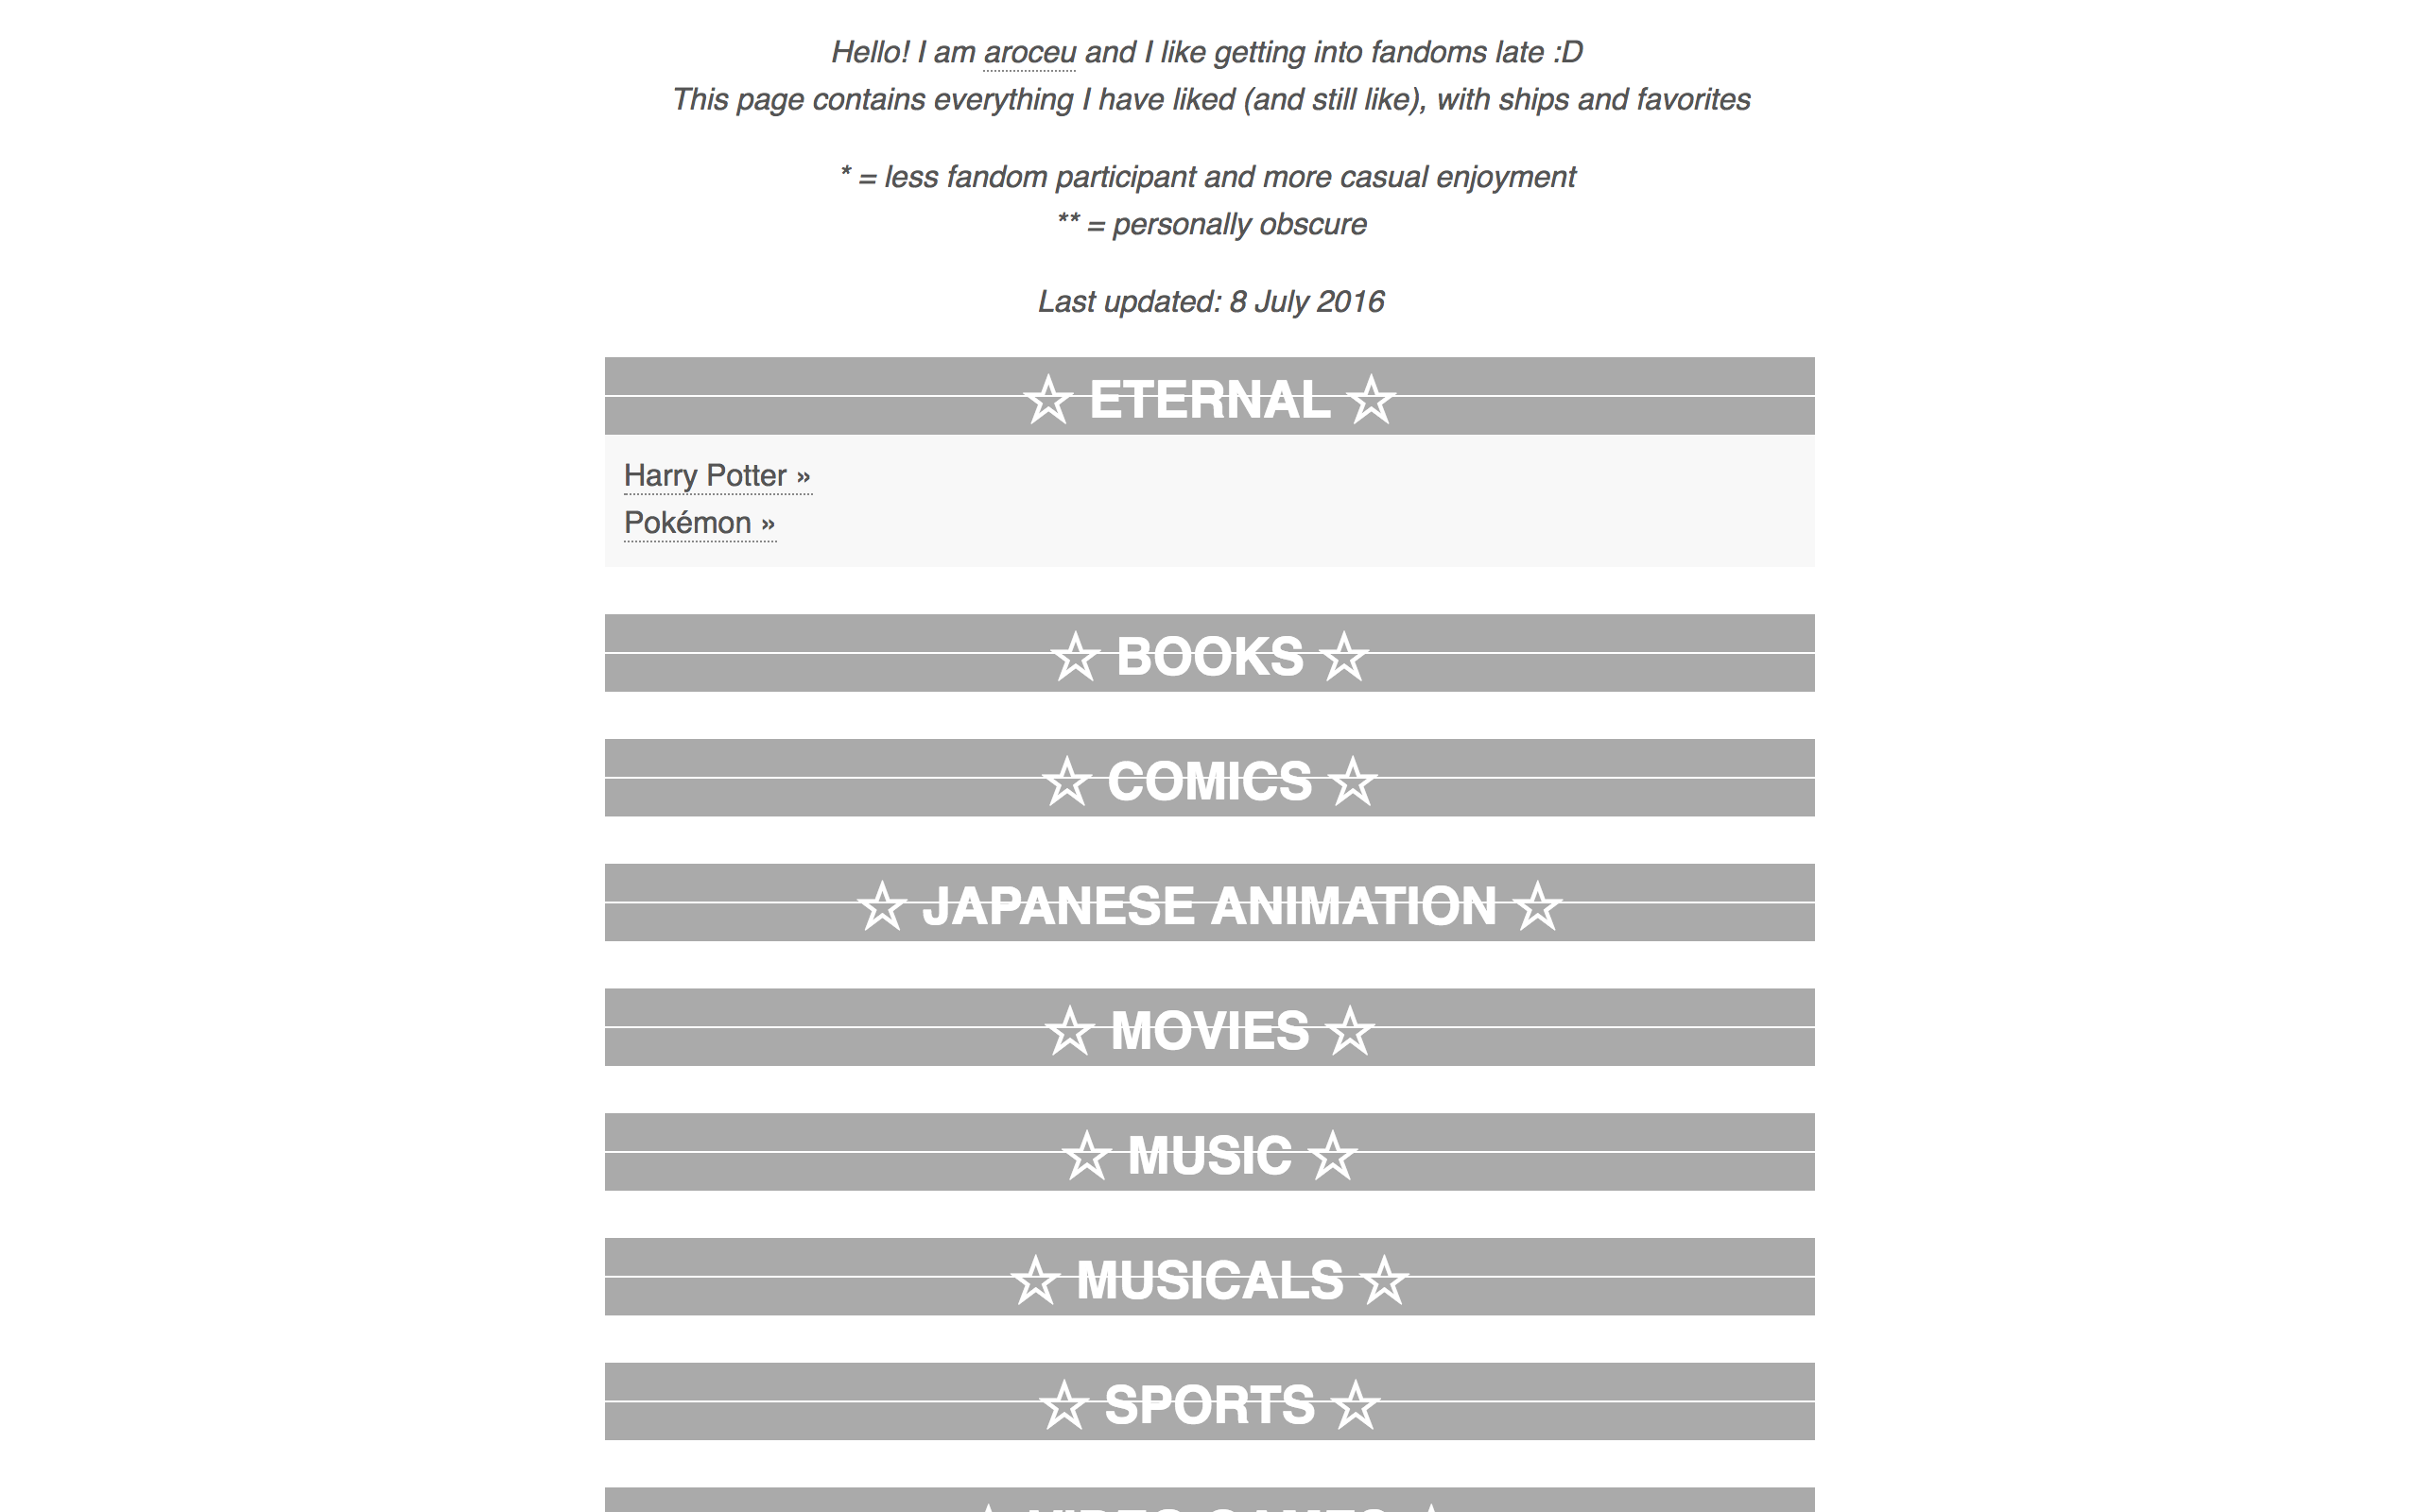 Hello! I am aroceu and I like getting into fandoms late :D
This page contains everything I have liked (and still like), with ships and favorites
* = less fandom participant and more casual enjoyment
** = personally obscure
Last updated: 8 July 2016
☆ ETERNAL ☆
Harry Potter »
Pokémon »
☆ BOOKS ☆
☆ COMICS ☆
☆ JAPANESE ANIMATION ☆
☆ MOVIES ☆
☆ MUSIC ☆
☆ MUSICALS ☆
☆ SPORTS ☆
☆ VIDEO GAMES ☆